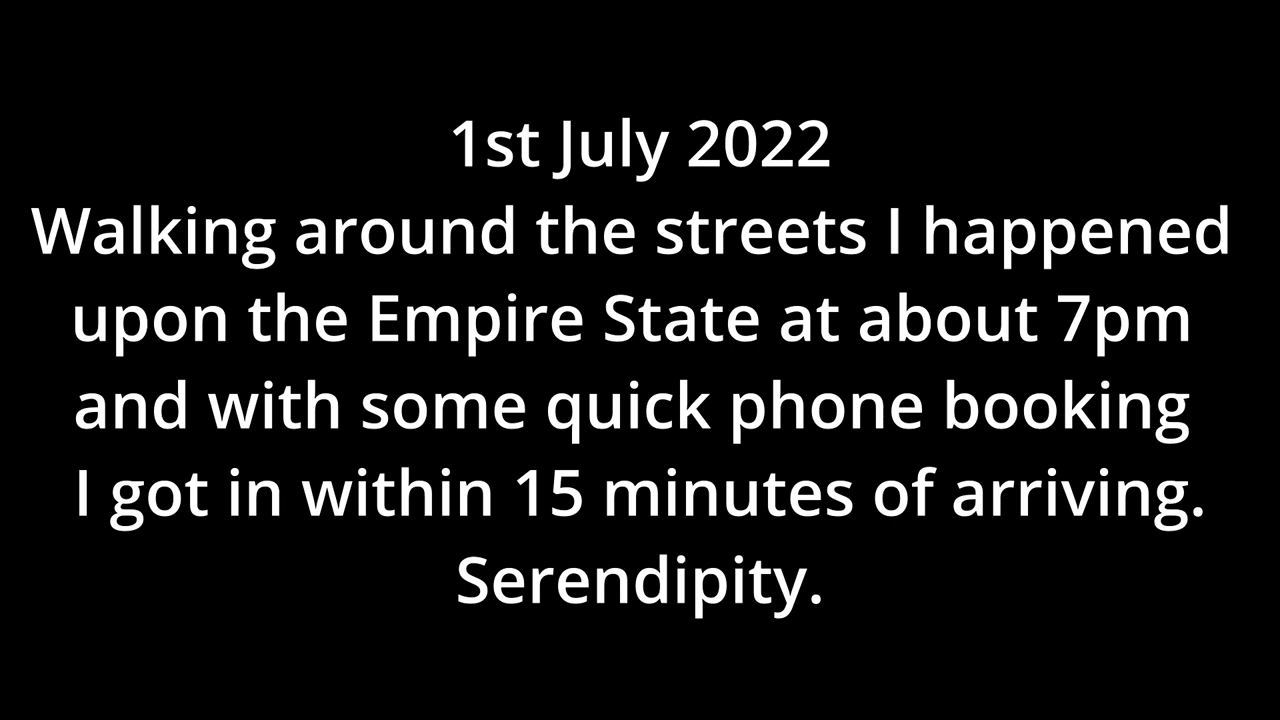 1st July 2022
Walking around the streets I happened
upon the Empire State at about 7pm
and with some quick phone booking
I got in within 15 minutes of arriving.
Serendipity.